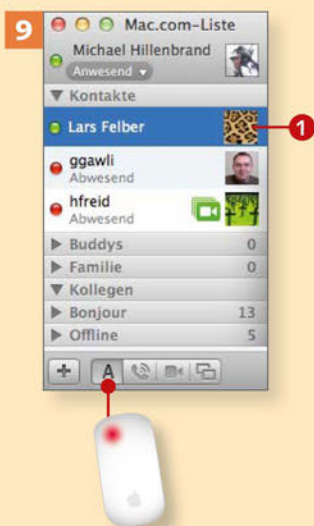 9
Mac.com-Liste
Michael Hillenbrand
Anwesend
Kontakte
Lars Felber
1
ggawli
Abwesend
hfreid
Abwesend
Buddys 0
Familie 0
Kollegen
Bonjour 13
Offline 5
A